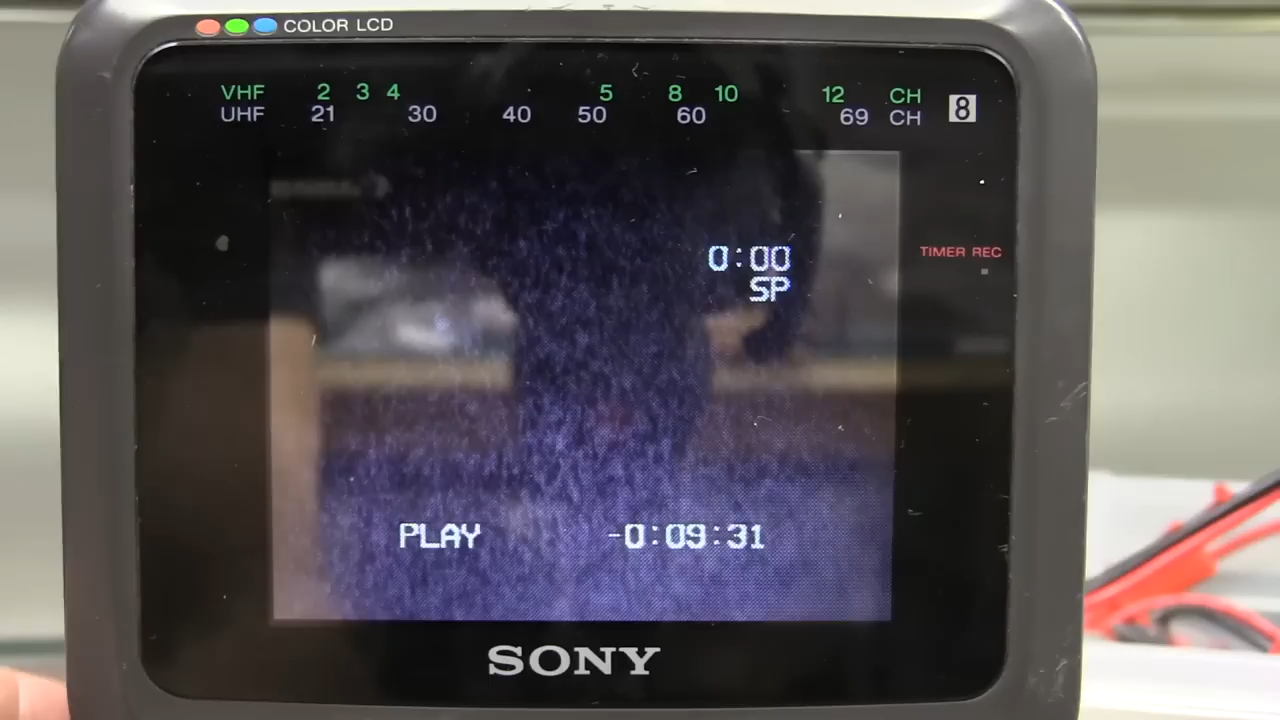 COLOR LCD
VHF 2 3 4 5 8 10 12 CH
UHF 21 30 40 50 60 69 CH
8
TIMER REC
0:00
SP
PLAY -0:09:31
SONY